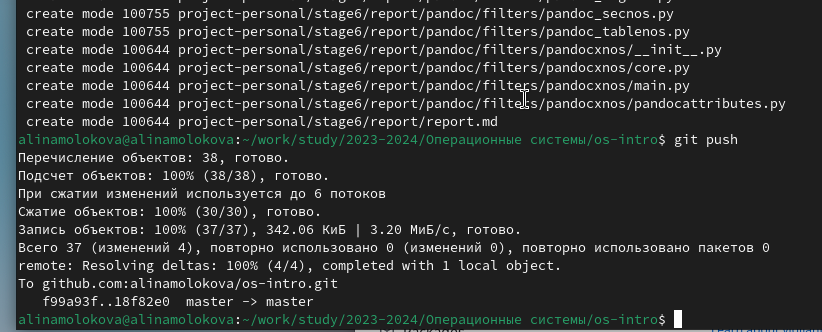 create mode 100755 project-personal/stage6/report/pandoc/filters/pandoc_secnos.py
create mode 100755 project-personal/stage6/report/pandoc/filters/pandoc_tablenos.py
create mode 100644 project-personal/stage6/report/pandoc/filters/pandocxnos/__init__.py
create mode 100644 project-personal/stage6/report/pandoc/filters/pandocxnos/core.py
create mode 100644 project-personal/stage6/report/pandoc/filters/pandocxnos/main.py
create mode 100644 project-personal/stage6/report/pandoc/filters/pandocxnos/pandocattributes.py
create mode 100644 project-personal/stage6/report/report.md
alinamolokova@alinamolokova:~/work/study/2023-2024/Операционные системы/os-intro$ git push
Перечисление объектов: 38, готово.
Подсчет объектов: 100% (38/38), готово.
При сжатии изменений используется до 6 потоков
Сжатие объектов: 100% (30/30), готово.
Запись объектов: 100% (37/37), 342.06 КиБ | 3.20 МиБ/с, готово.
Всего 37 (изменений 4), повторно использовано 0 (изменений 0), повторно использовано пакетов 0
remote: Resolving deltas: 100% (4/4), completed with 1 local object.
To github.com:alinamolokova/os-intro.git
f99a93f..18f82e0 master -> master
alinamolokova@alinamolokova:~/work/study/2023-2024/Операционные системы/os-intro$